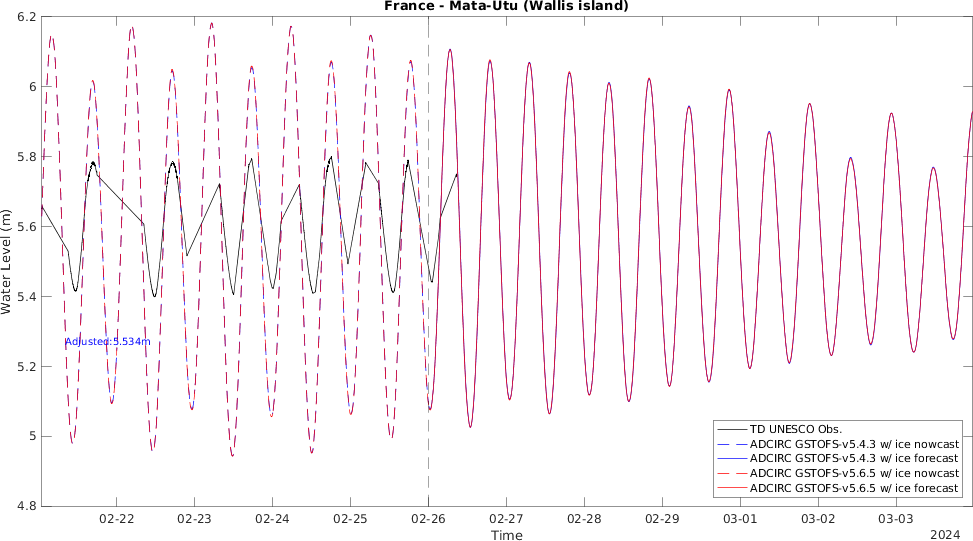 France - Mata-Utu (Wallis island)
6.2
6
5.8
5.6
5.4
5.2
5
4.8
Water Level (m)
Adjusted:5.534m
TD UNESCO Obs.
ADCIRC GSTOFS-v5.4.3 w/ ice nowcast
ADCIRC GSTOFS-v5.4.3 w/ ice forecast
ADCIRC GSTOFS-v5.6.5 w/ ice nowcast
ADCIRC GSTOFS-v5.6.5 w/ ice forecast
02-22 02-23 02-24 02-25 02-26 02-27 02-28 02-29 03-01 03-02 03-03
Time
2024